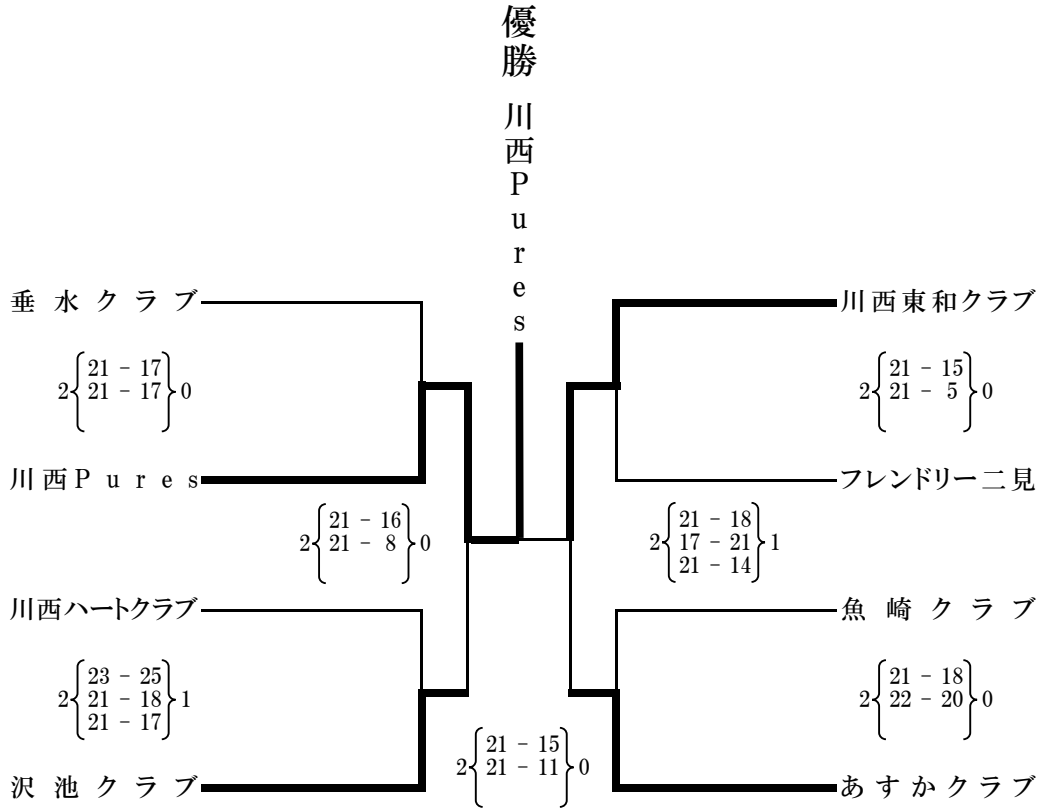 優勝 川西Pures
垂水クラブ
2 21 - 17 0
21 - 17
川西Pures
川西東和クラブ
2 21 - 15 0
21 - 5
フレンドリー二見
2 21 - 16 0
21 - 8
2 21 - 18 1
17 - 21
21 - 14
川西ハートクラブ
2 23 - 25 1
21 - 18
21 - 17
沢池クラブ
魚崎クラブ
2 21 - 18 0
22 - 20
あすかクラブ
2 21 - 15 0
21 - 11